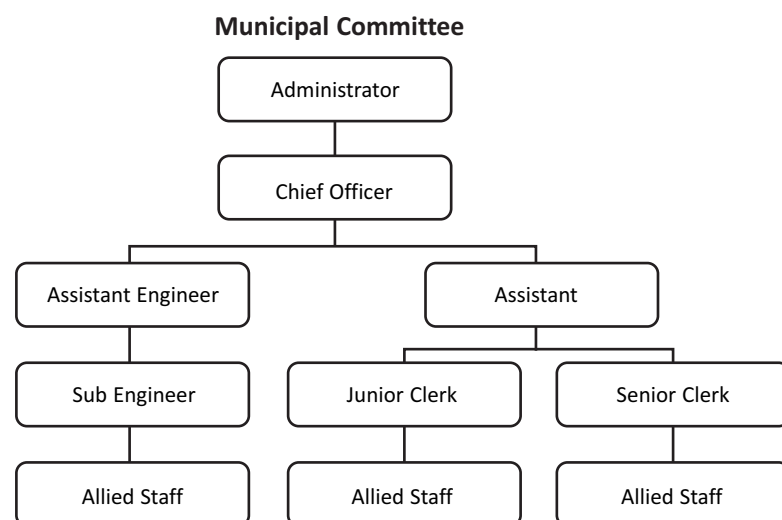 Municipal Committee
Administrator
Chief Officer
Assistant Engineer
Assistant
Sub Engineer
Junior Clerk
Senior Clerk
Allied Staff
Allied Staff
Allied Staff